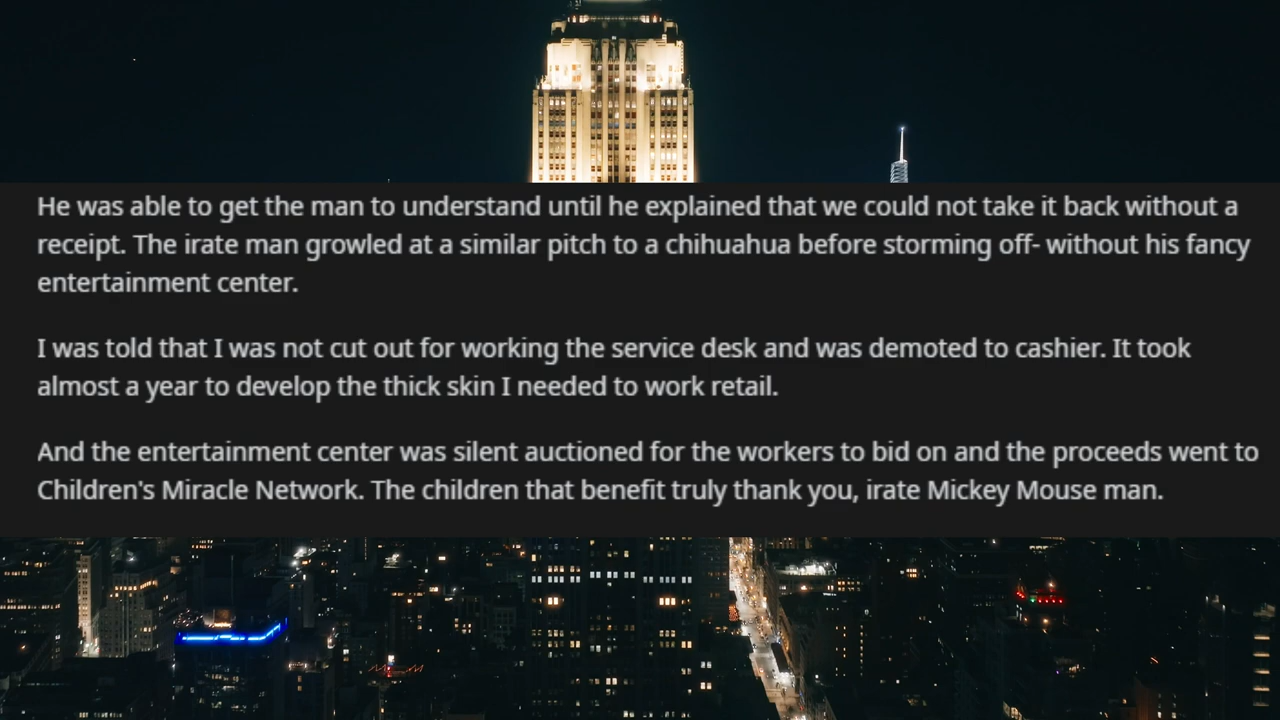 He was able to get the man to understand until he explained that we could not take it back without a
receipt. The irate man growled at a similar pitch to a chihuahua before storming off- without his fancy
entertainment center.
I was told that I was not cut out for working the service desk and was demoted to cashier. It took
almost a year to develop the thick skin I needed to work retail.
And the entertainment center was silent auctioned for the workers to bid on and the proceeds went to
Children's Miracle Network. The children that benefit truly thank you, irate Mickey Mouse man.